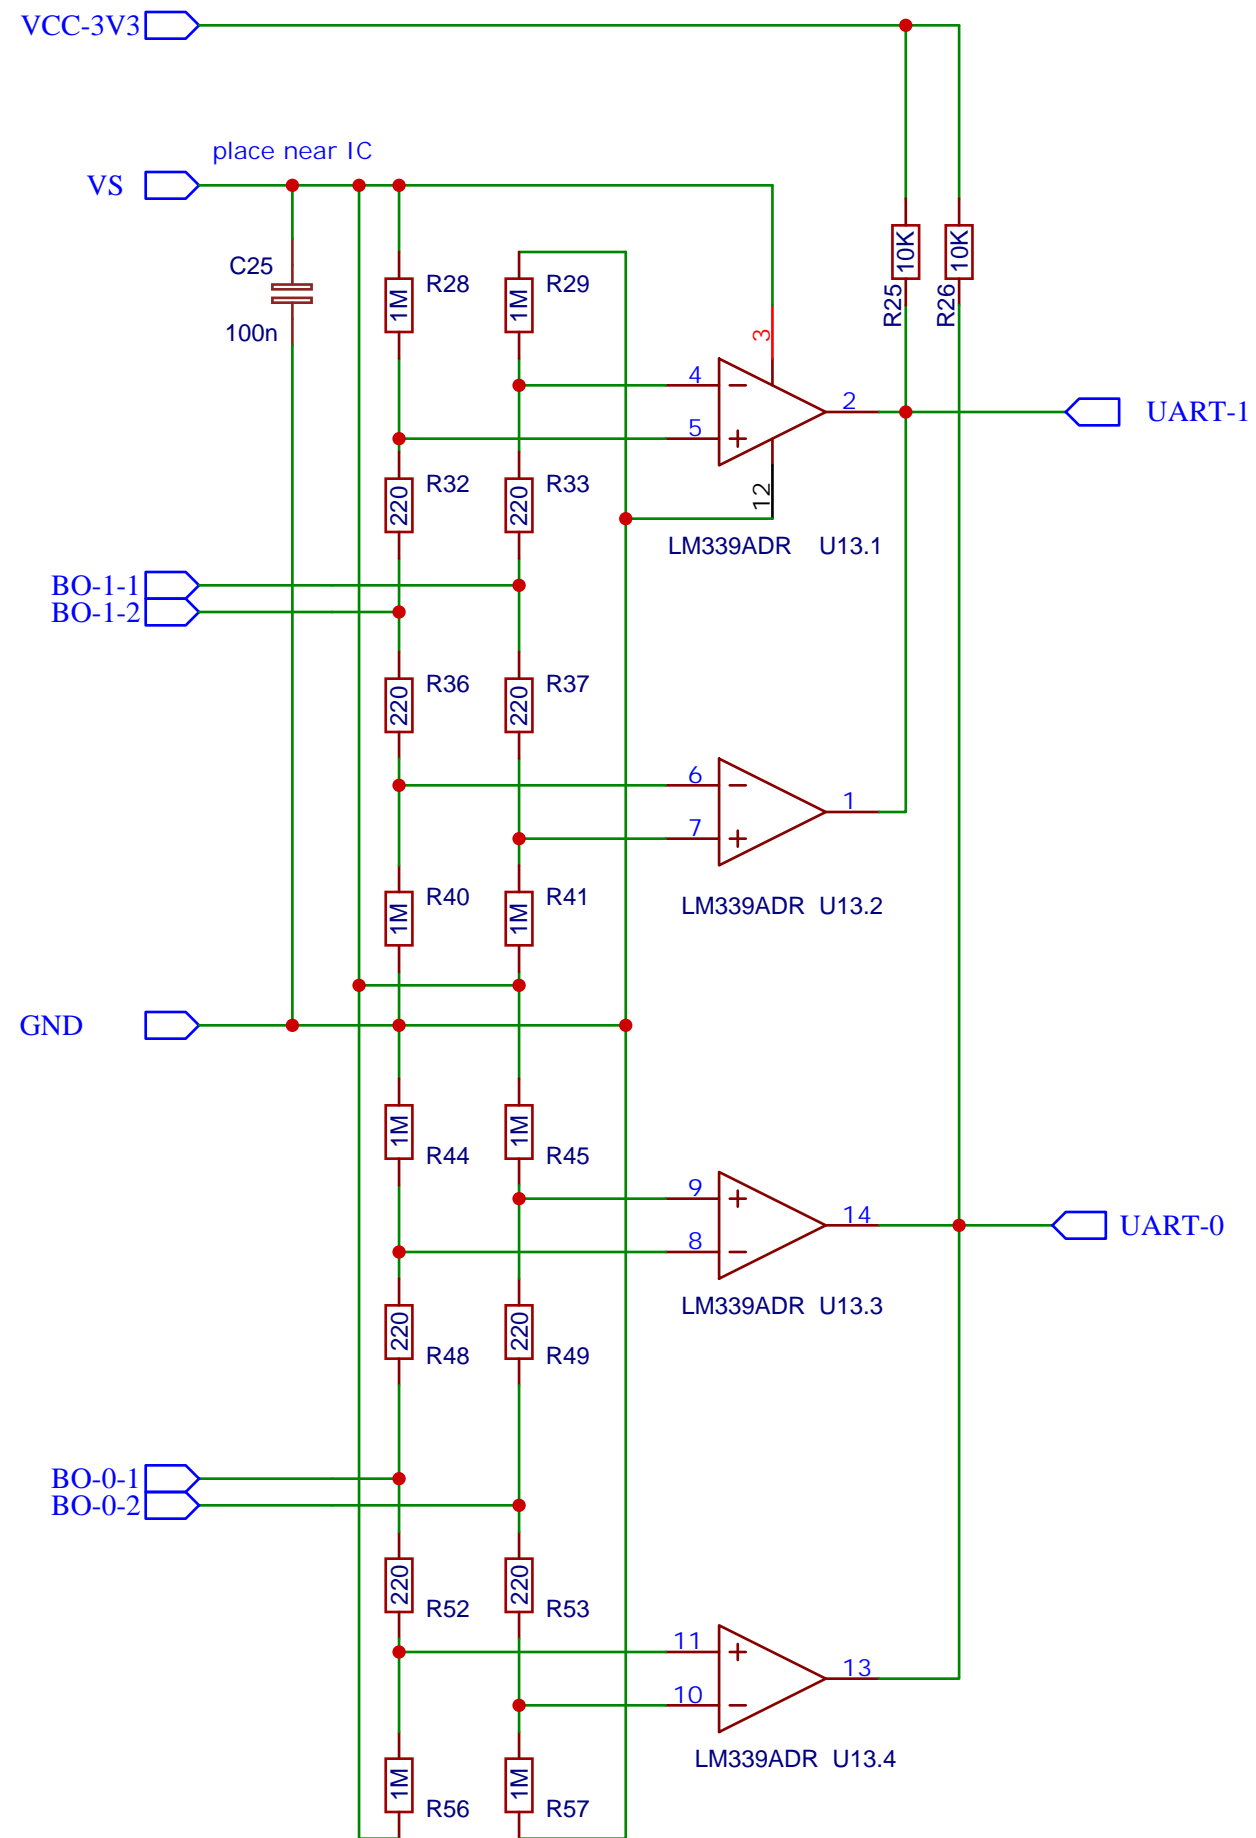 VCC-3V3
place near IC
VS
10K
10K
R25
R26
C25
100n
R28
1M
R29
1M
3
4
5
2
UART-1
12
R32
220
R33
220
LM339ADR U13.1
BO-1-1
BO-1-2
R36
220
R37
220
6
7
1
R40
1M
R41
1M
LM339ADR U13.2
GND
1M
R44
1M
R45
9
8
14
UART-0
LM339ADR U13.3
220
R48
220
R49
BO-0-1
BO-0-2
220
R52
220
R53
11
10
13
LM339ADR U13.4
1M
R56
1M
R57